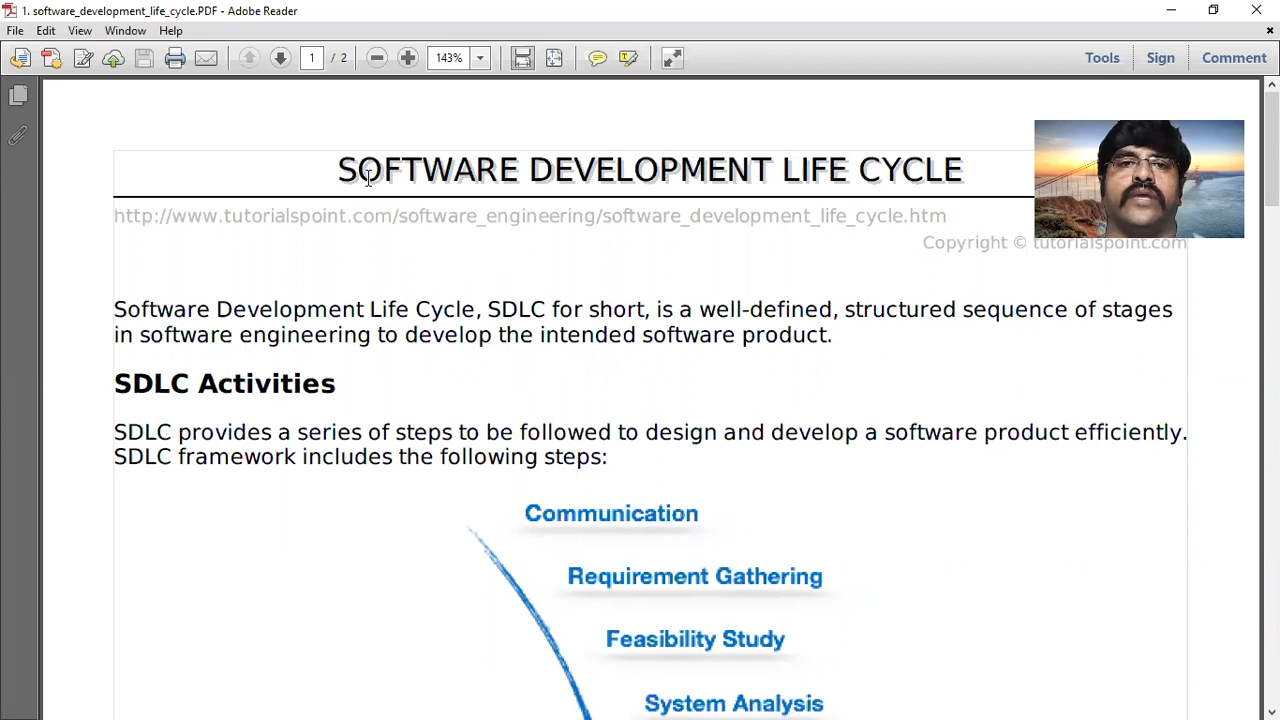 1. software_development_life_cycle.PDF - Adobe Reader
File Edit View Window Help
1 / 2 143% Tools Sign Comment
SOFTWARE DEVELOPMENT LIFE CYCLE
http://www.tutorialspoint.com/software_engineering/software_development_life_cycle.htm
Copyright © tutorialspoint.com
Software Development Life Cycle, SDLC for short, is a well-defined, structured sequence of stages
in software engineering to develop the intended software product.
SDLC Activities
SDLC provides a series of steps to be followed to design and develop a software product efficiently.
SDLC framework includes the following steps:
Communication
Requirement Gathering
Feasibility Study
System Analysis